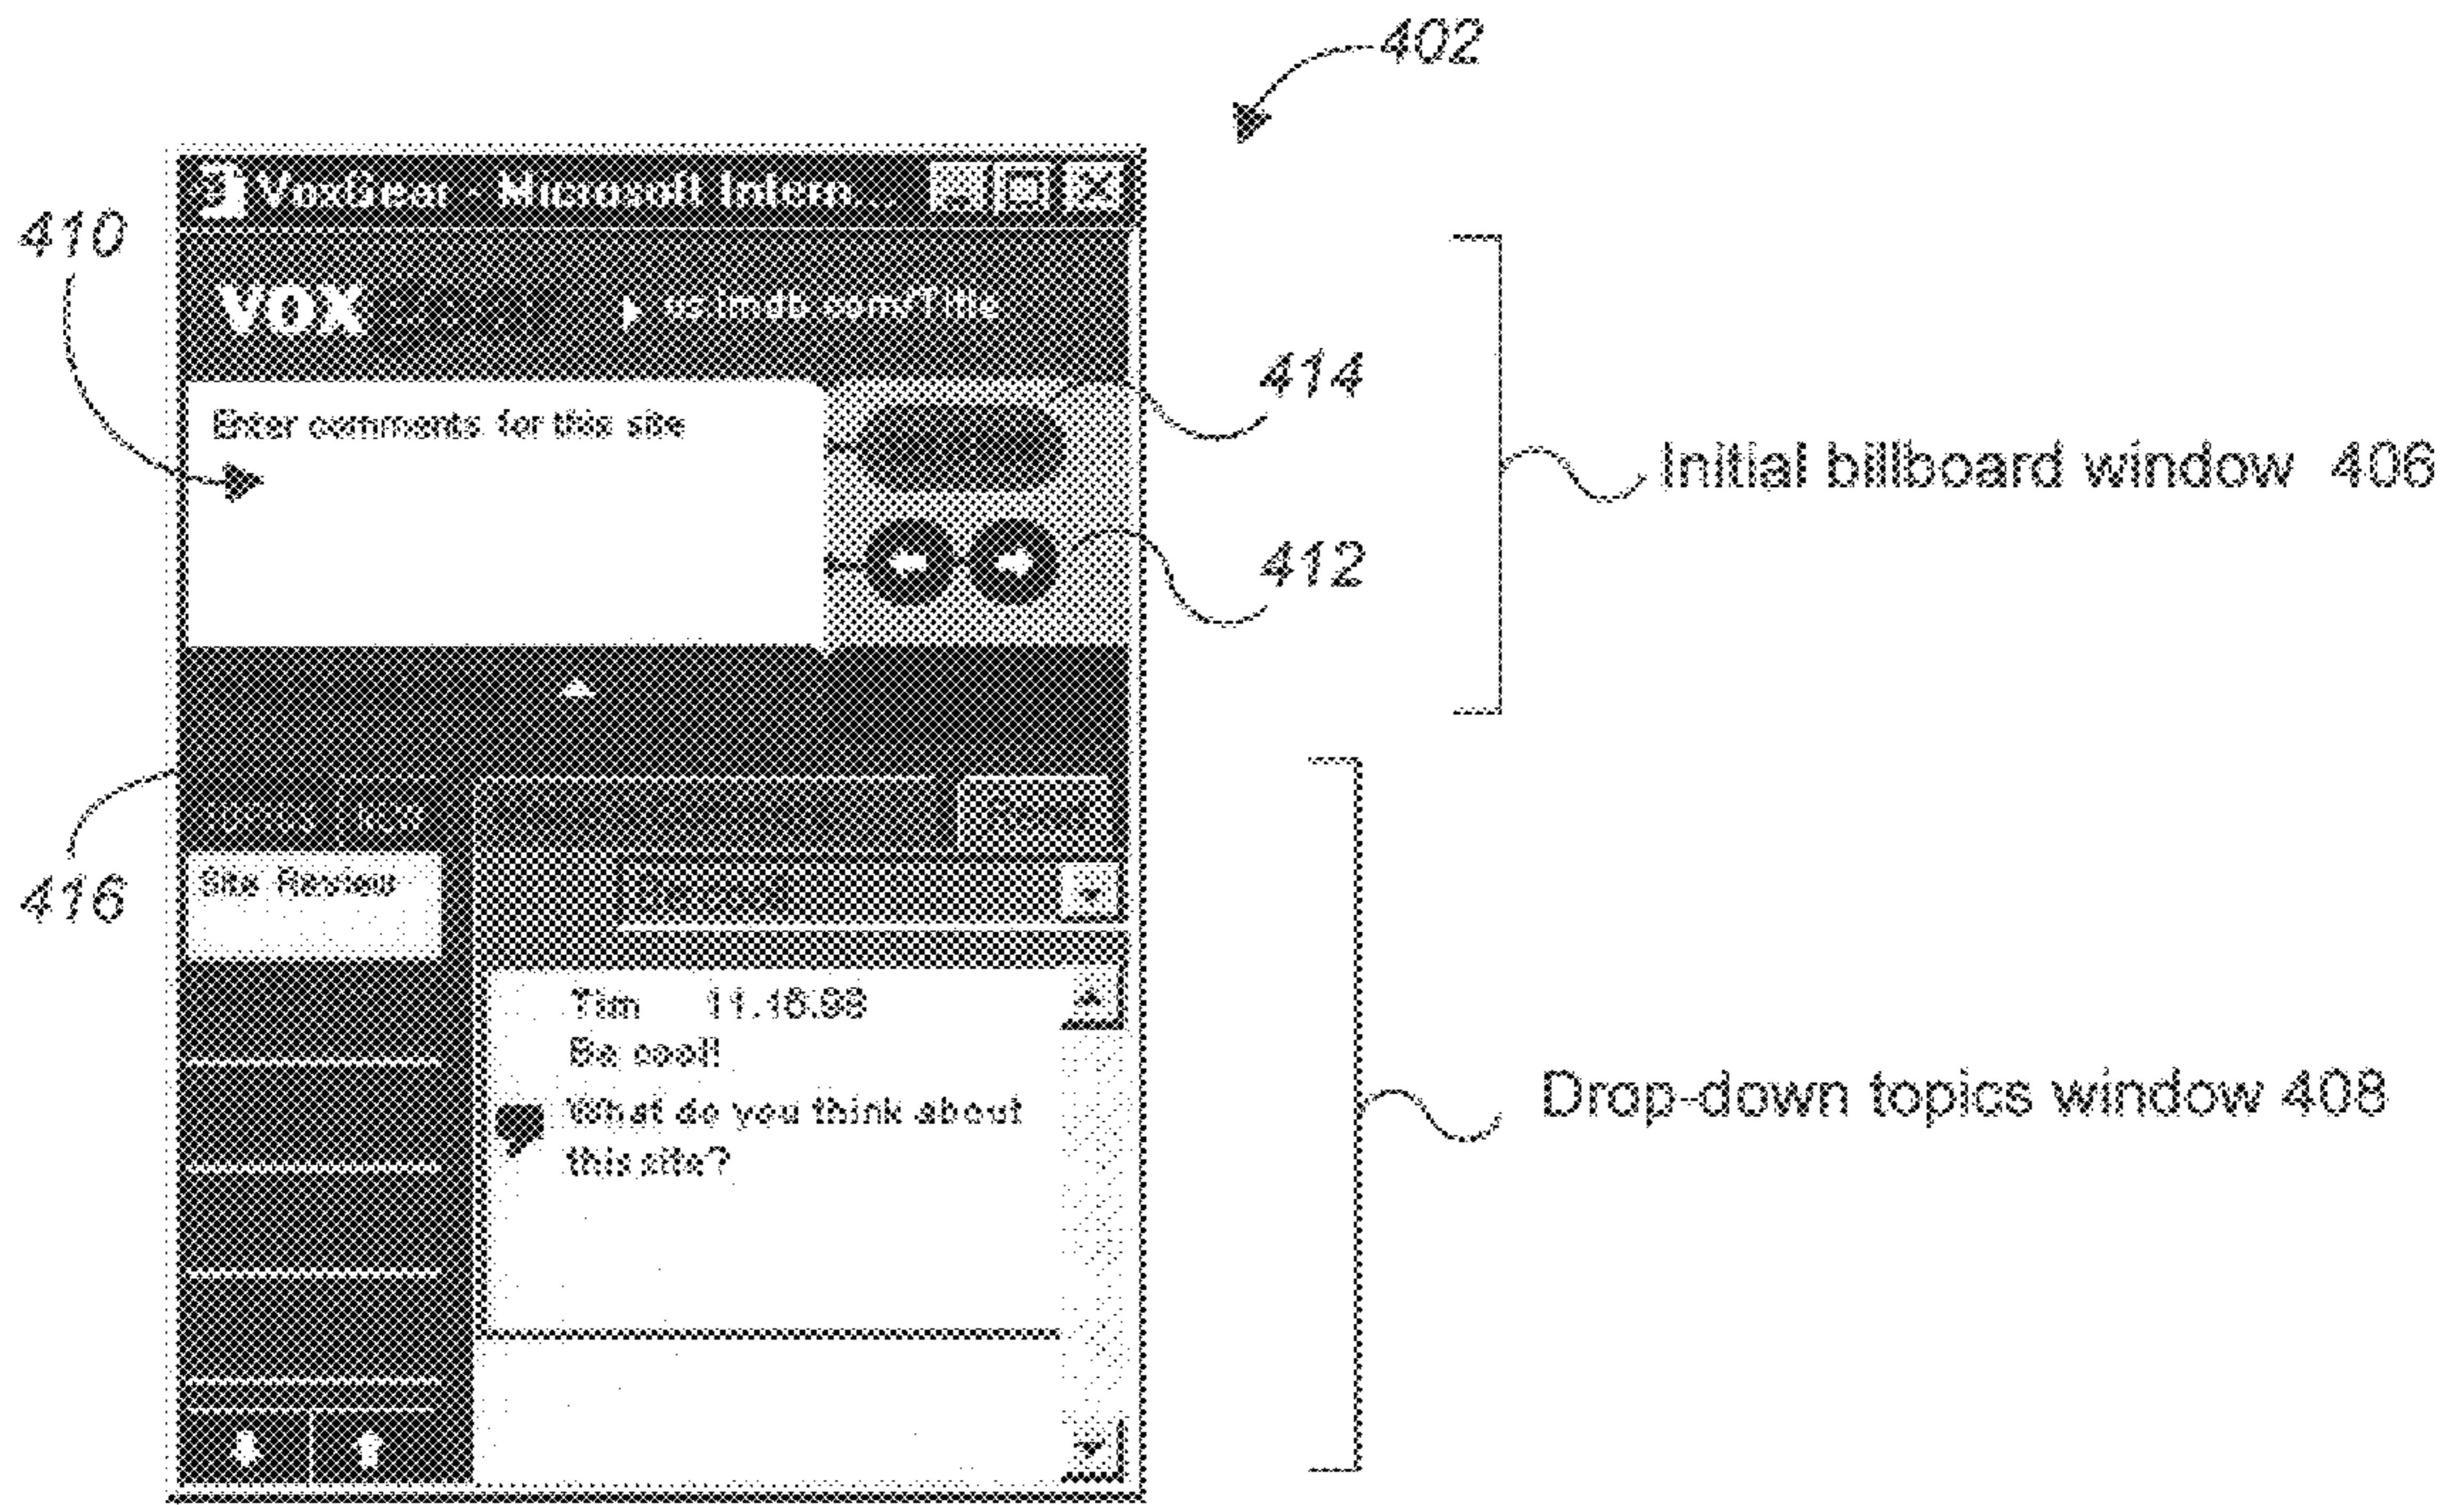 402
VoxGear - Microsoft Intern...
410
VOX
us.imdb.com/Title
414
Enter comments for this site
Initial billboard window 406
412
416
Site Review
Tim 11.16.98
Be cool!
What do you think about
this site?
Drop-down topics window 408